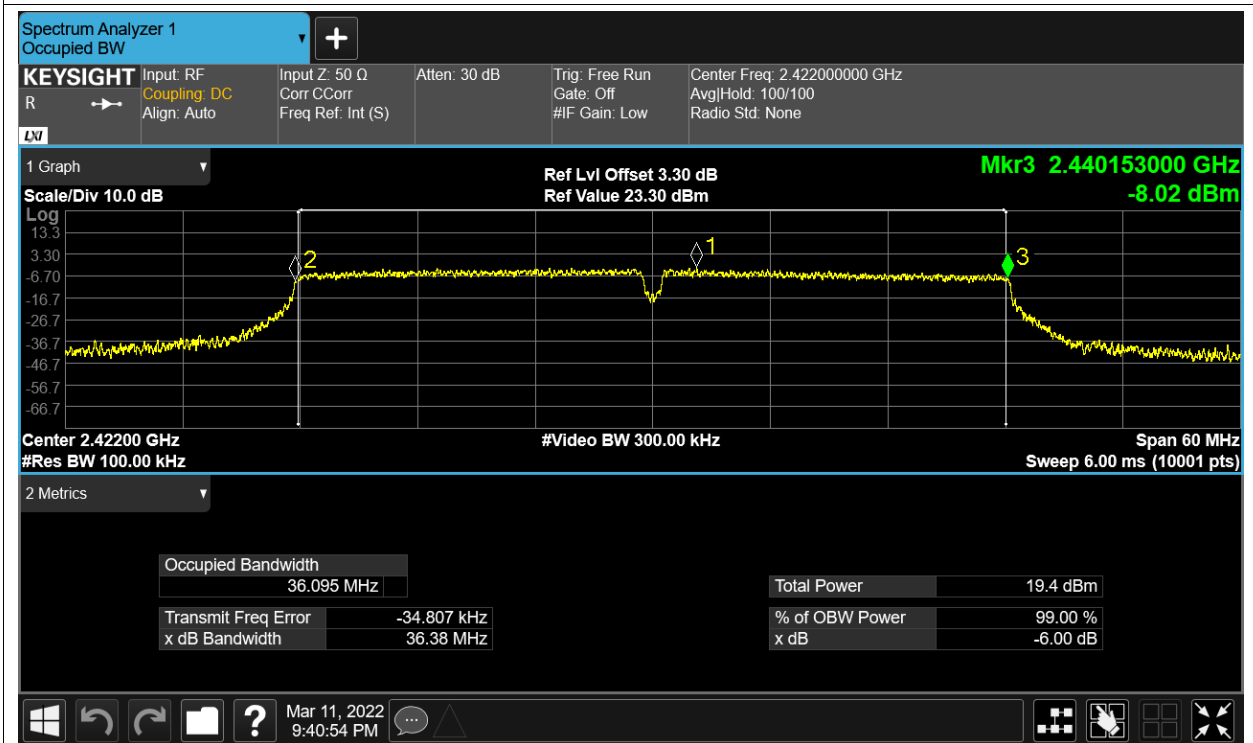 Spectrum Analyzer 1
Occupied BW
KEYSIGHT
R
LXI
Input: RF
Coupling: DC
Align: Auto
Input Z: 50 Ω
Corr CCorr
Freq Ref: Int (S)
Atten: 30 dB
Trig: Free Run
Gate: Off
#IF Gain: Low
Center Freq: 2.422000000 GHz
Avg|Hold: 100/100
Radio Std: None
1 Graph
Scale/Div 10.0 dB
Ref Lvl Offset 3.30 dB
Ref Value 23.30 dBm
Mkr3 2.440153000 GHz
-8.02 dBm
Log
13.3
3.30
-6.70
-16.7
-26.7
-36.7
-46.7
-56.7
-66.7
2
1
3
Center 2.42200 GHz
#Res BW 100.00 kHz
#Video BW 300.00 kHz
Span 60 MHz
Sweep 6.00 ms (10001 pts)
2 Metrics
Occupied Bandwidth
36.095 MHz
Transmit Freq Error -34.807 kHz
x dB Bandwidth 36.38 MHz
Total Power 19.4 dBm
% of OBW Power 99.00 %
x dB -6.00 dB
?
Mar 11, 2022
9:40:54 PM